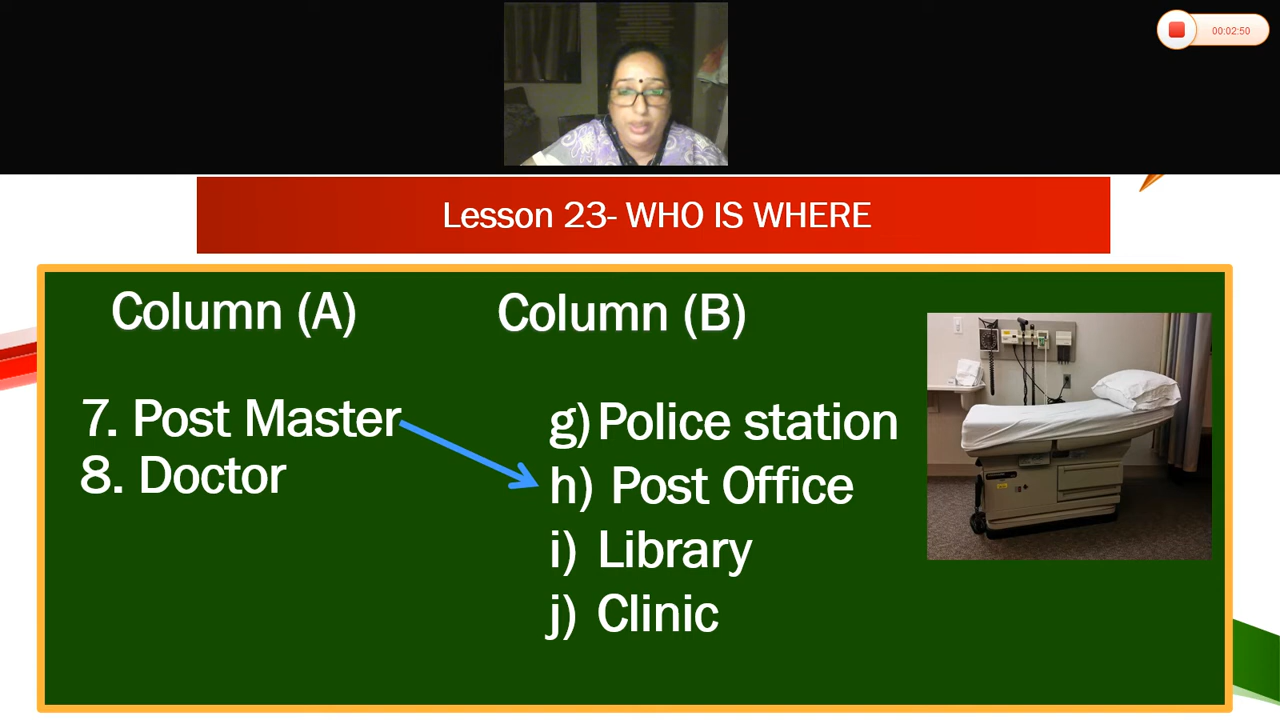 00:02:50
Lesson 23- WHO IS WHERE
Column (A)
Column (B)
7. Post Master
8. Doctor
g) Police station
h) Post Office
i) Library
j) Clinic